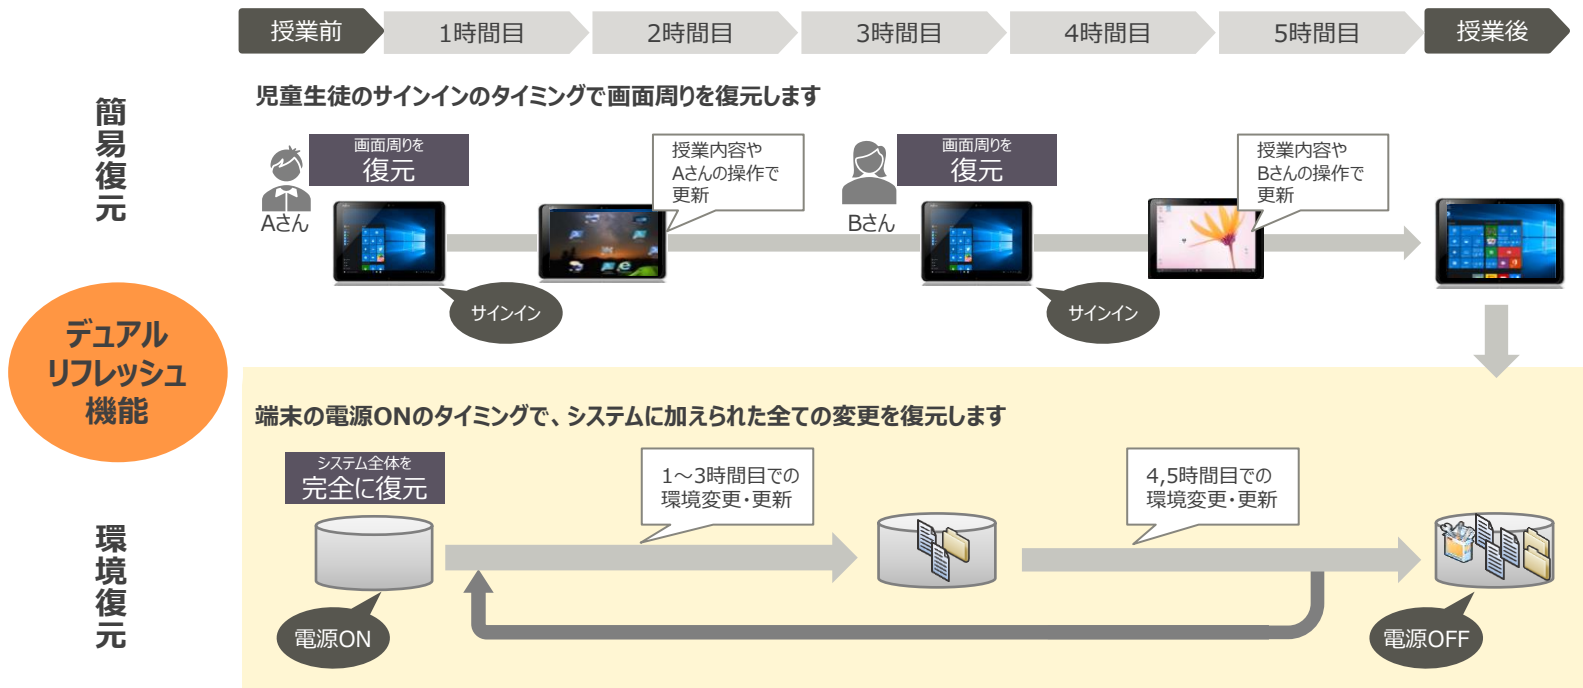 授業前
1時間目
2時間目
3時間目
4時間目
5時間目
授業後
簡易復元
児童生徒のサインインのタイミングで画面周りを復元します
Aさん
画面周りを
復元
授業内容や
Aさんの操作で
更新
Bさん
画面周りを
復元
授業内容や
Bさんの操作で
更新
サインイン
サインイン
デュアル
リフレッシュ
機能
環境復元
端末の電源ONのタイミングで、システムに加えられた全ての変更を復元します
システム全体を
完全に復元
1～3時間目での
環境変更・更新
4,5時間目での
環境変更・更新
電源ON
電源OFF